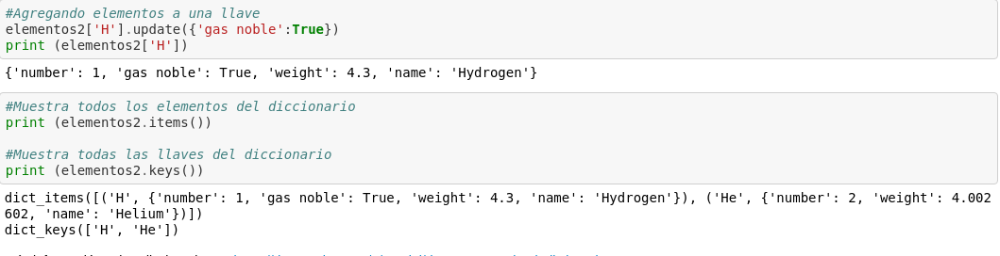 #Agregando elementos a una llave
elementos2['H'].update({'gas noble':True})
print (elementos2['H'])
{'number': 1, 'gas noble': True, 'weight': 4.3, 'name': 'Hydrogen'}
#Muestra todos los elementos del diccionario
print (elementos2.items())
#Muestra todas las llaves del diccionario
print (elementos2.keys())
dict_items([('H', {'number': 1, 'gas noble': True, 'weight': 4.3, 'name': 'Hydrogen'}), ('He', {'number': 2, 'weight': 4.002
602, 'name': 'Helium'})])
dict_keys(['H', 'He'])